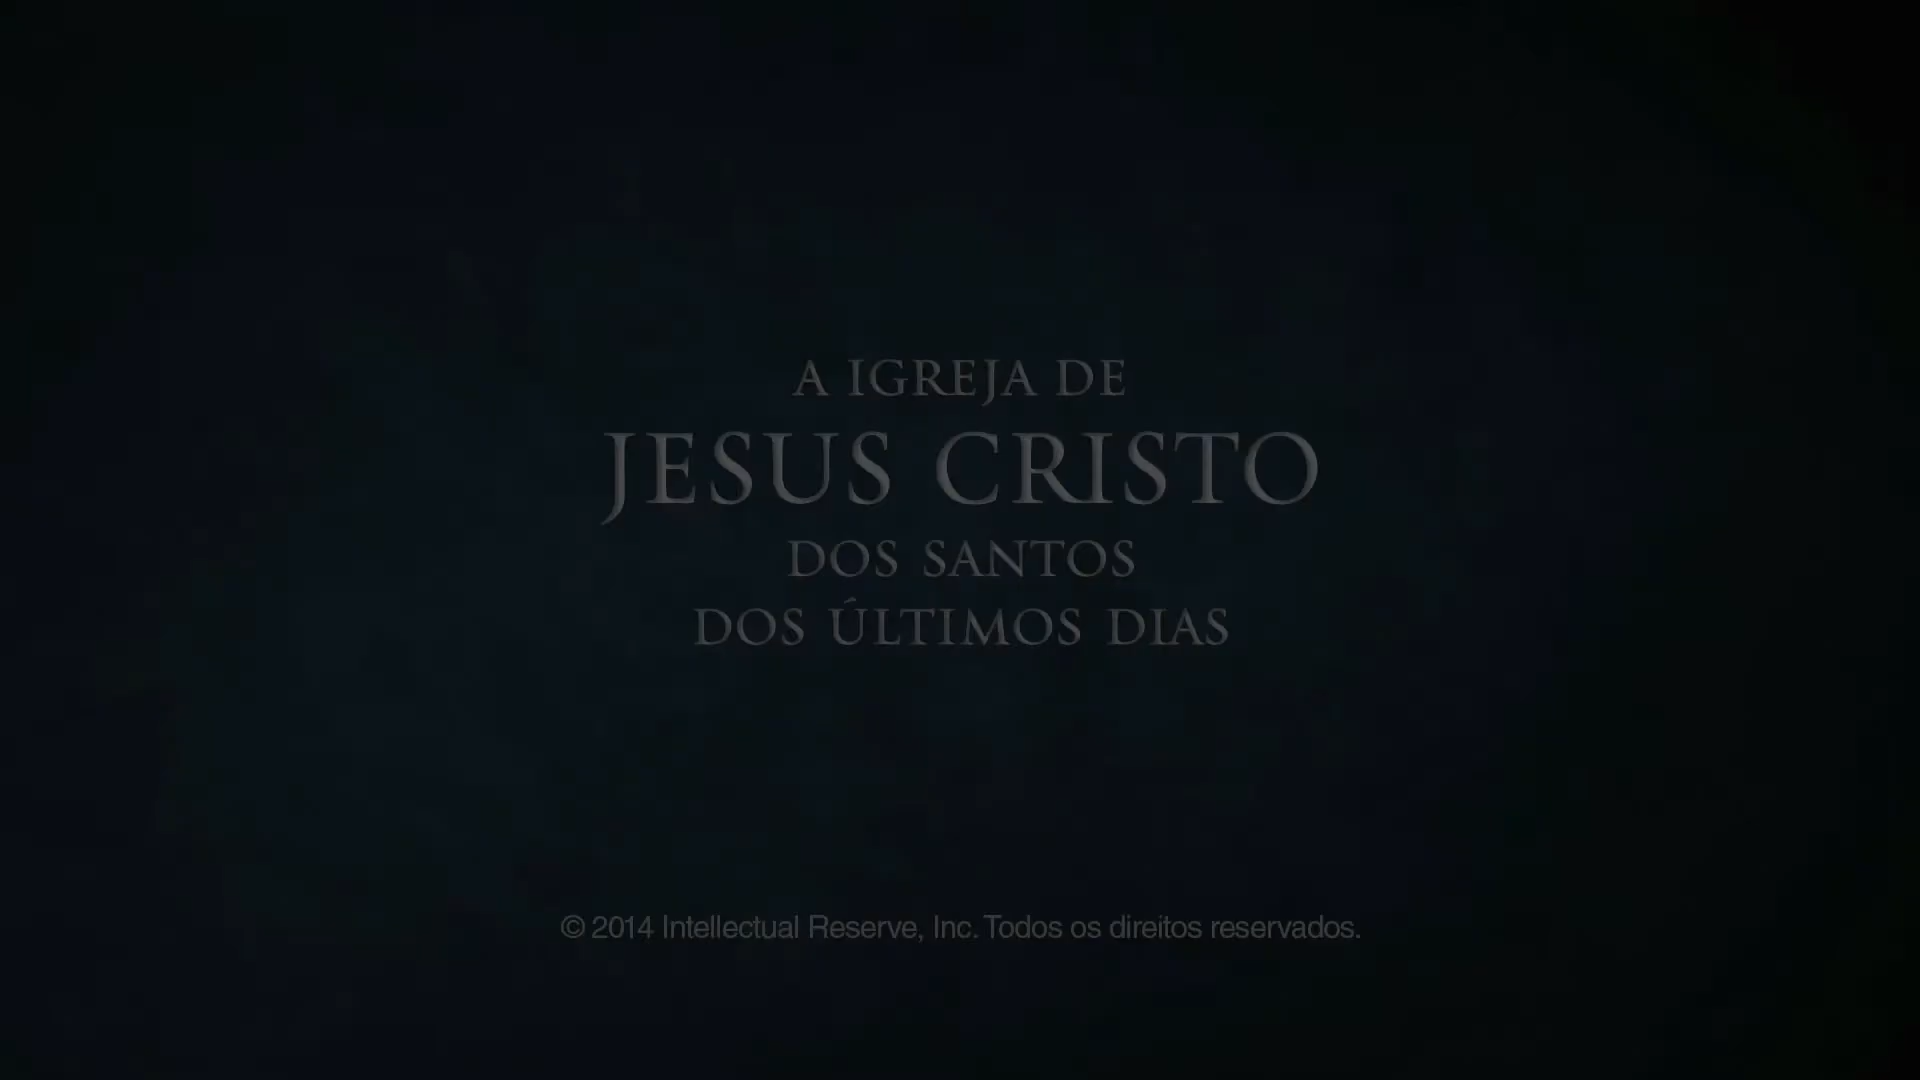 A IGREJA DE
JESUS CRISTO
DOS SANTOS
DOS ÚLTIMOS DIAS
© 2014 Intellectual Reserve, Inc. Todos os direitos reservados.